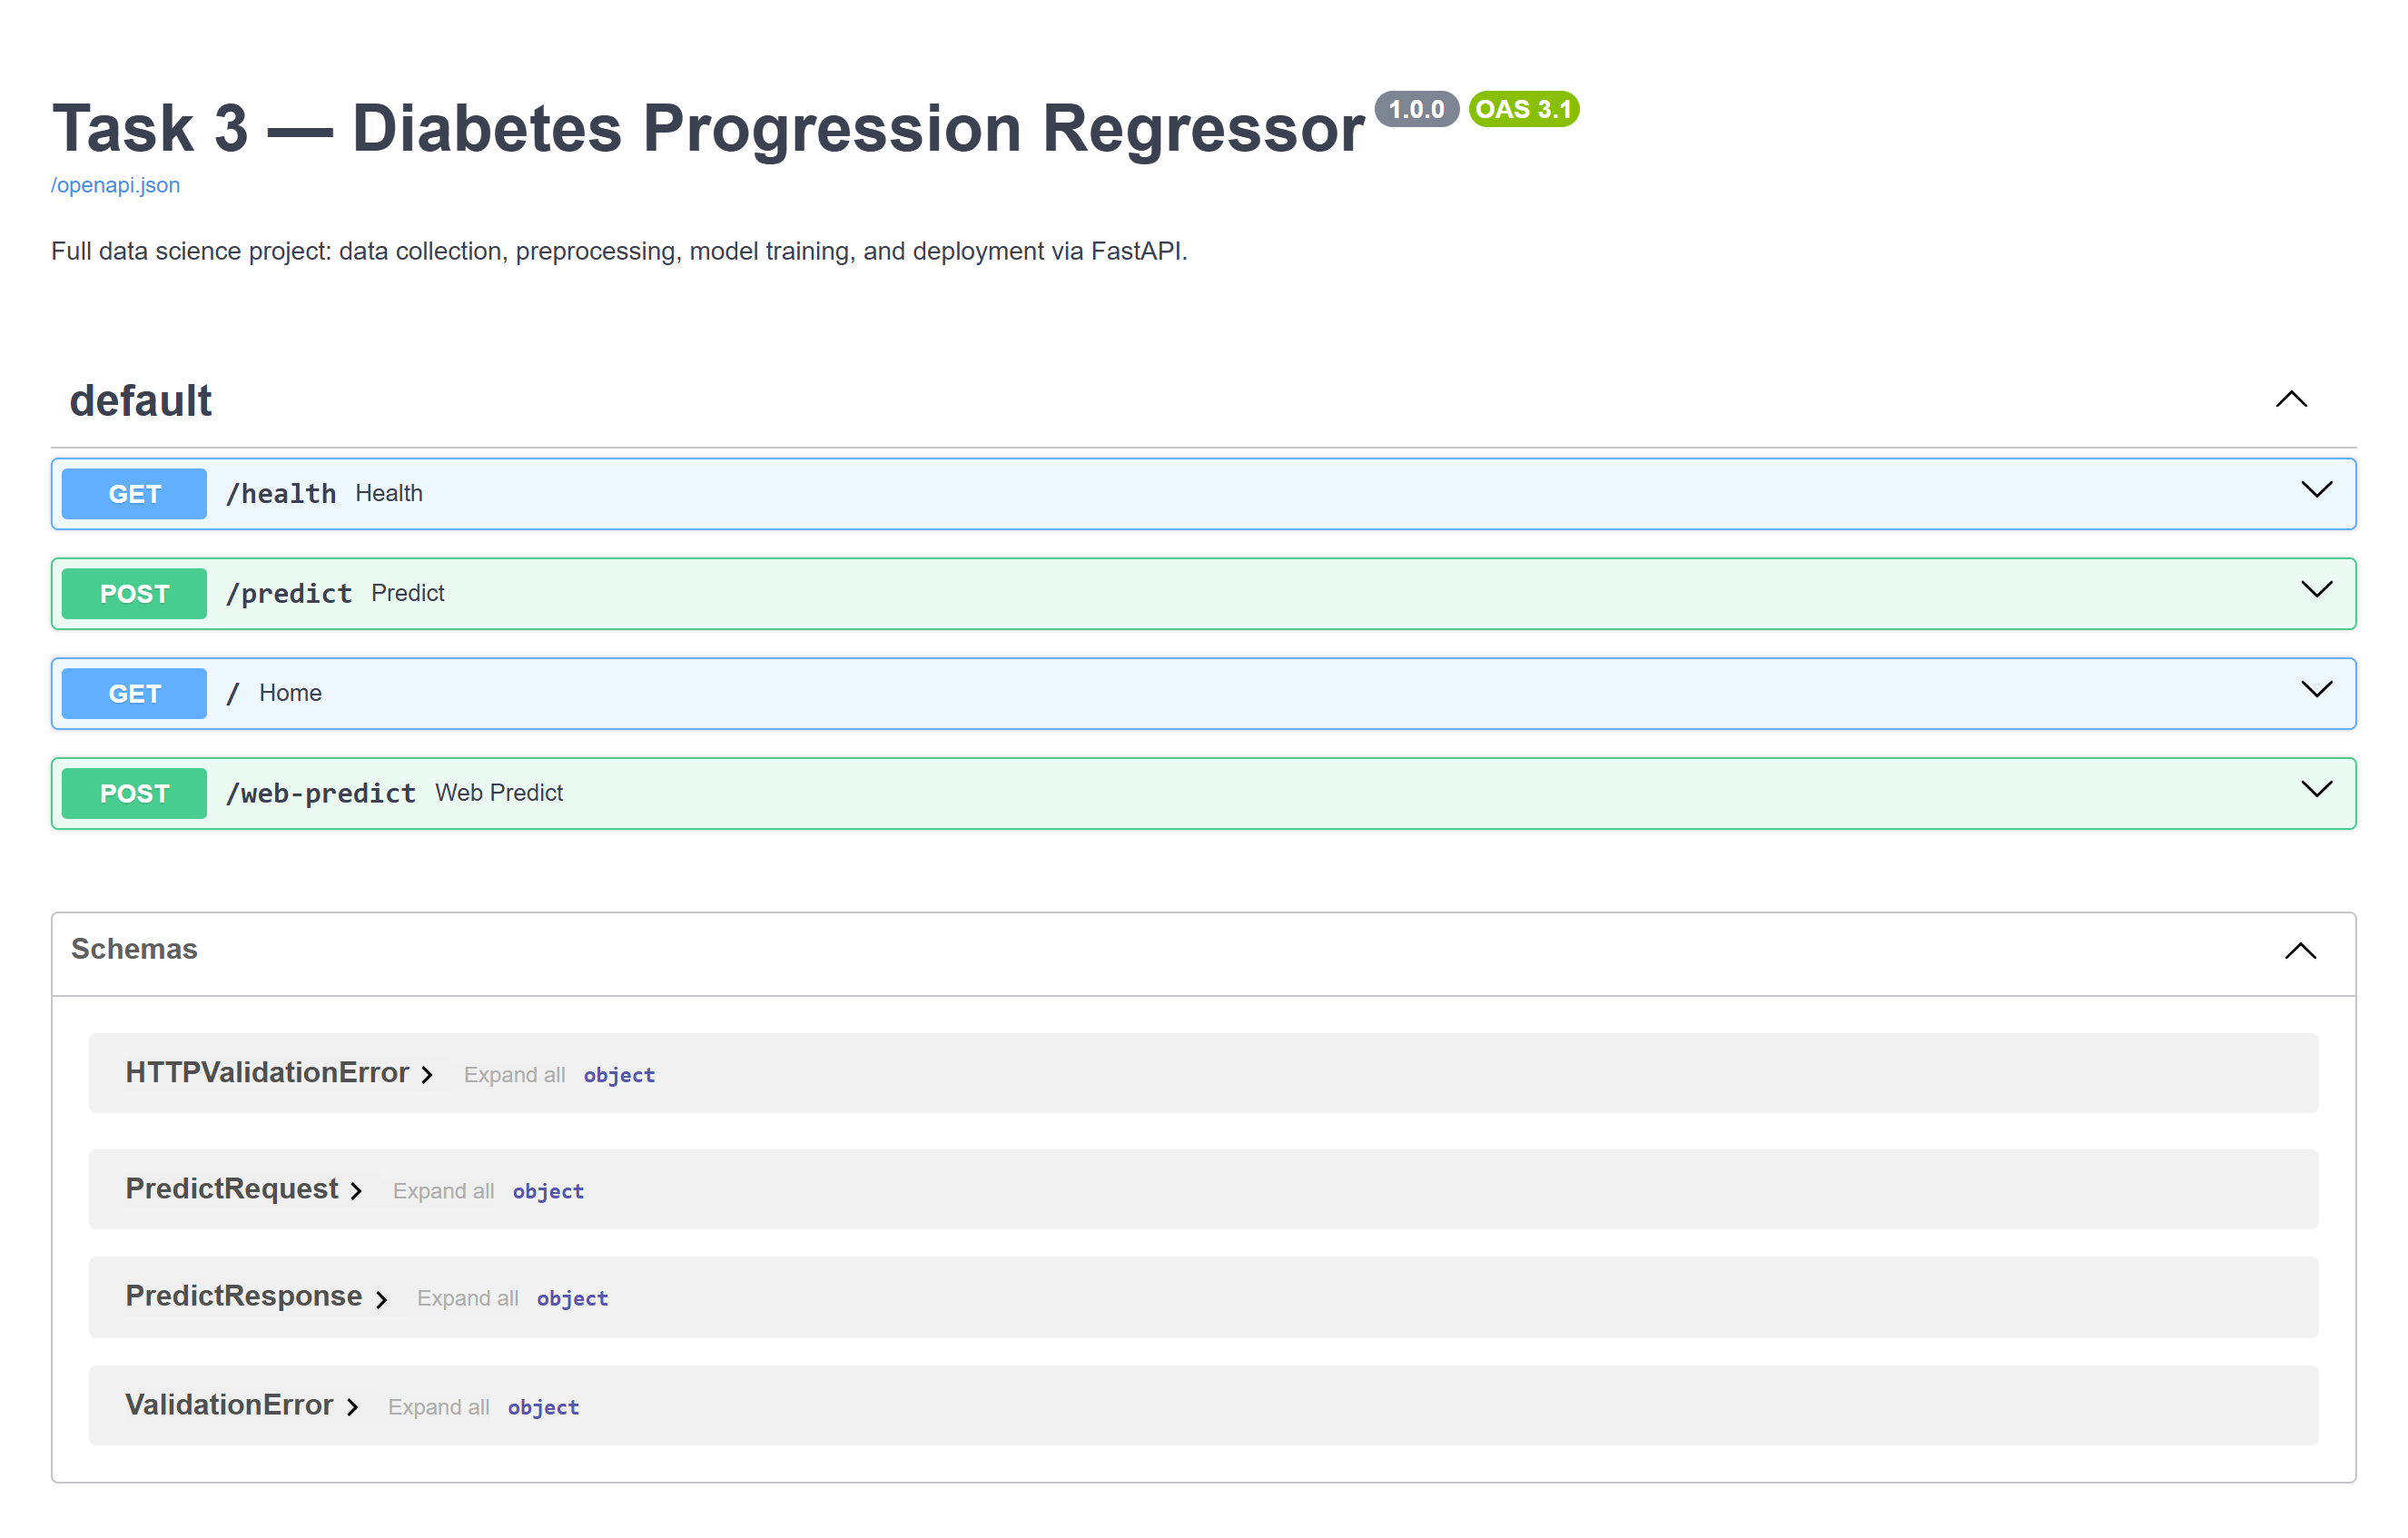 Task 3 — Diabetes Progression Regressor 1.0.0 OAS 3.1
/openapi.json
Full data science project: data collection, preprocessing, model training, and deployment via FastAPI.
default
GET /health Health
POST /predict Predict
GET / Home
POST /web-predict Web Predict
Schemas
HTTPValidationError Expand all object
PredictRequest Expand all object
PredictResponse Expand all object
ValidationError Expand all object